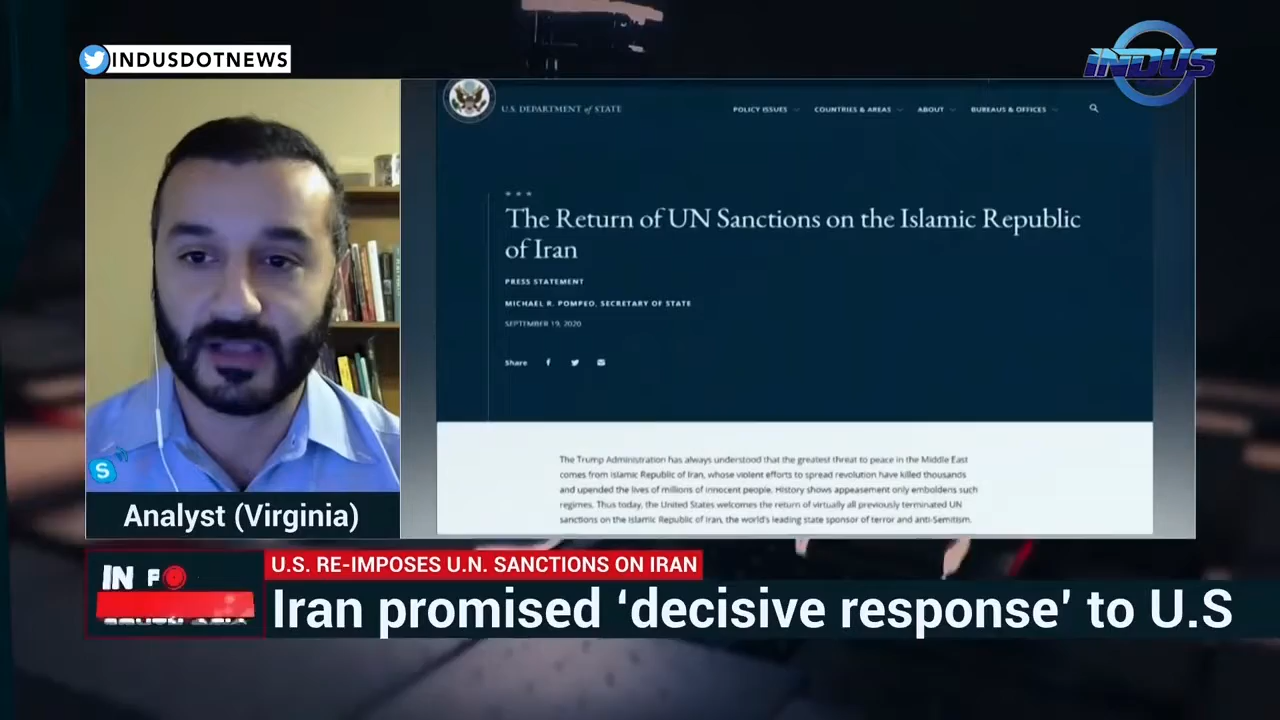 INDUSDOTNEWS
INDUS
U.S. DEPARTMENT of STATE
POLICY ISSUES
COUNTRIES & AREAS
ABOUT
BUREAUS & OFFICES
The Return of UN Sanctions on the Islamic Republic
of Iran
PRESS STATEMENT
MICHAEL R. POMPEO, SECRETARY OF STATE
SEPTEMBER 19, 2020
Share
The Trump Administration has always understood that the greatest threat to peace in the Middle East
comes from Islamic Republic of Iran, whose violent efforts to spread revolution have killed thousands
and upended the lives of millions of innocent people. History shows appeasement only emboldens such
regimes. Thus today, the United States welcomes the return of virtually all previously terminated UN
sanctions on the Islamic Republic of Iran, the world's leading state sponsor of terror and anti-Semitism.
S
Analyst (Virginia)
U.S. RE-IMPOSES U.N. SANCTIONS ON IRAN
IN FO
Iran promised ‘decisive response’ to U.S